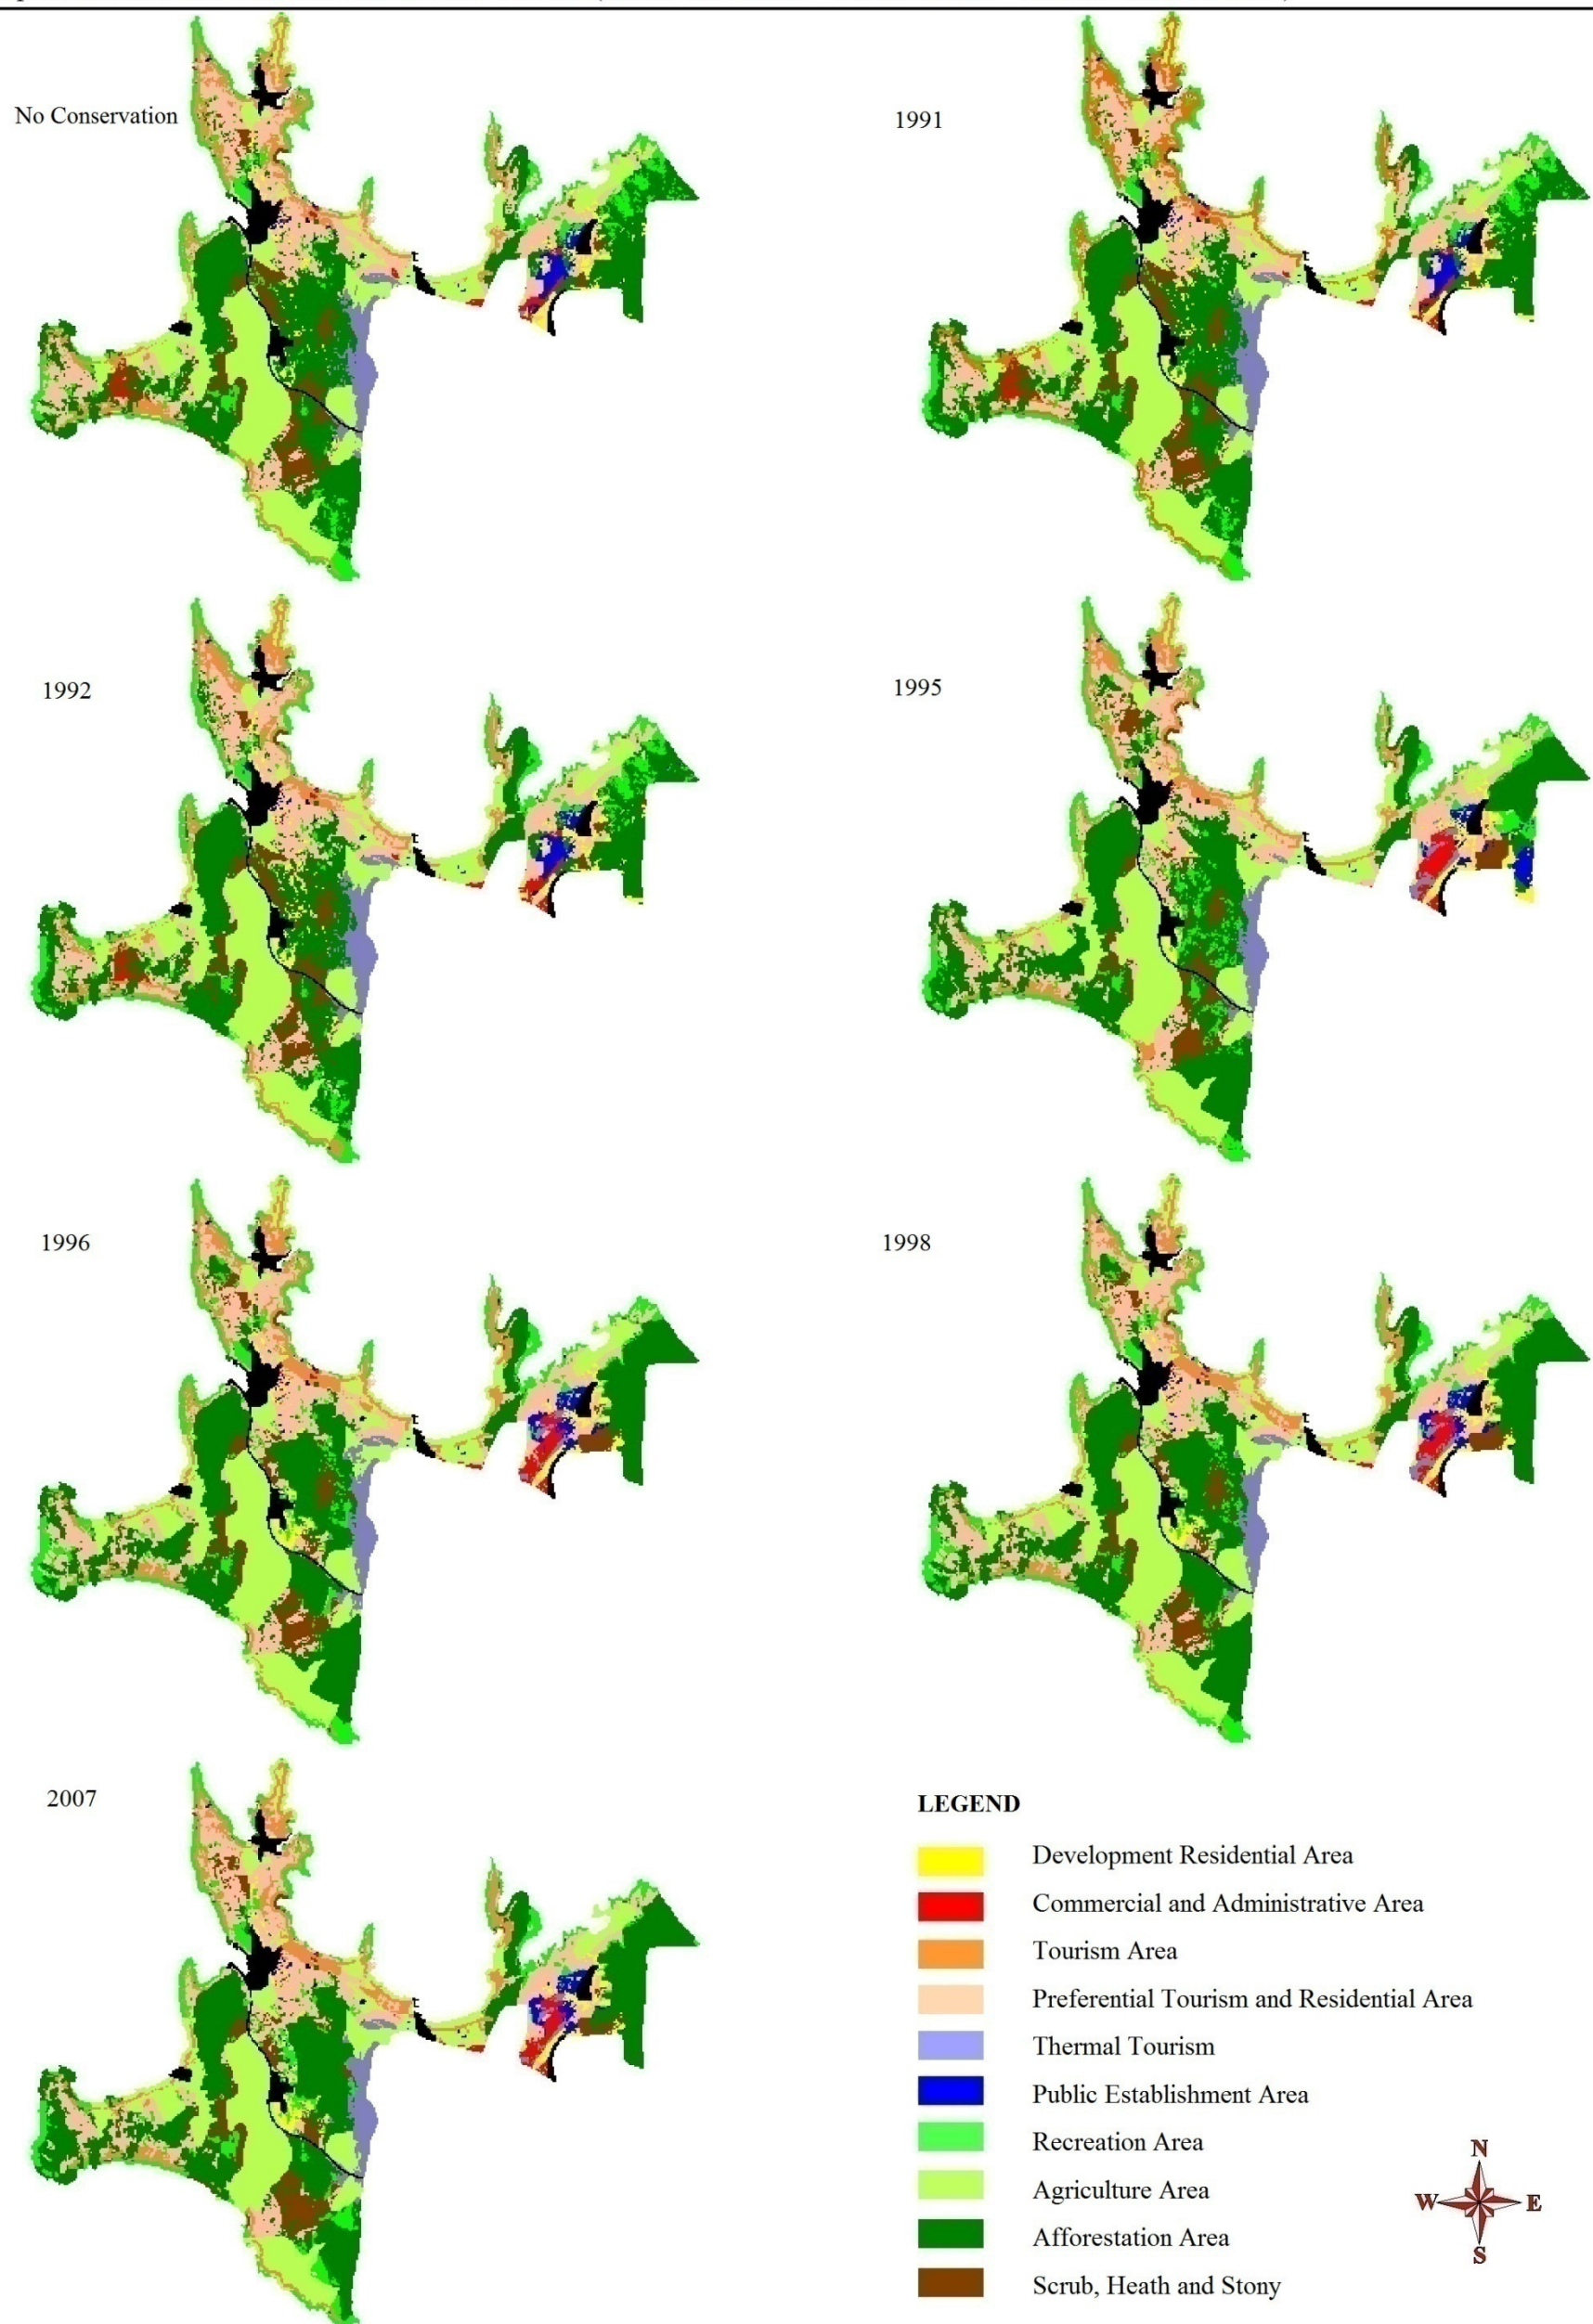 No Conservation
1991
1992
1995
1996
1998
2007
LEGEND
Development Residential Area
Commercial and Administrative Area
Tourism Area
Preferential Tourism and Residential Area
Thermal Tourism
Public Establishment Area
Recreation Area
Agriculture Area
Afforestation Area
Scrub, Heath and Stony
N
W E
S